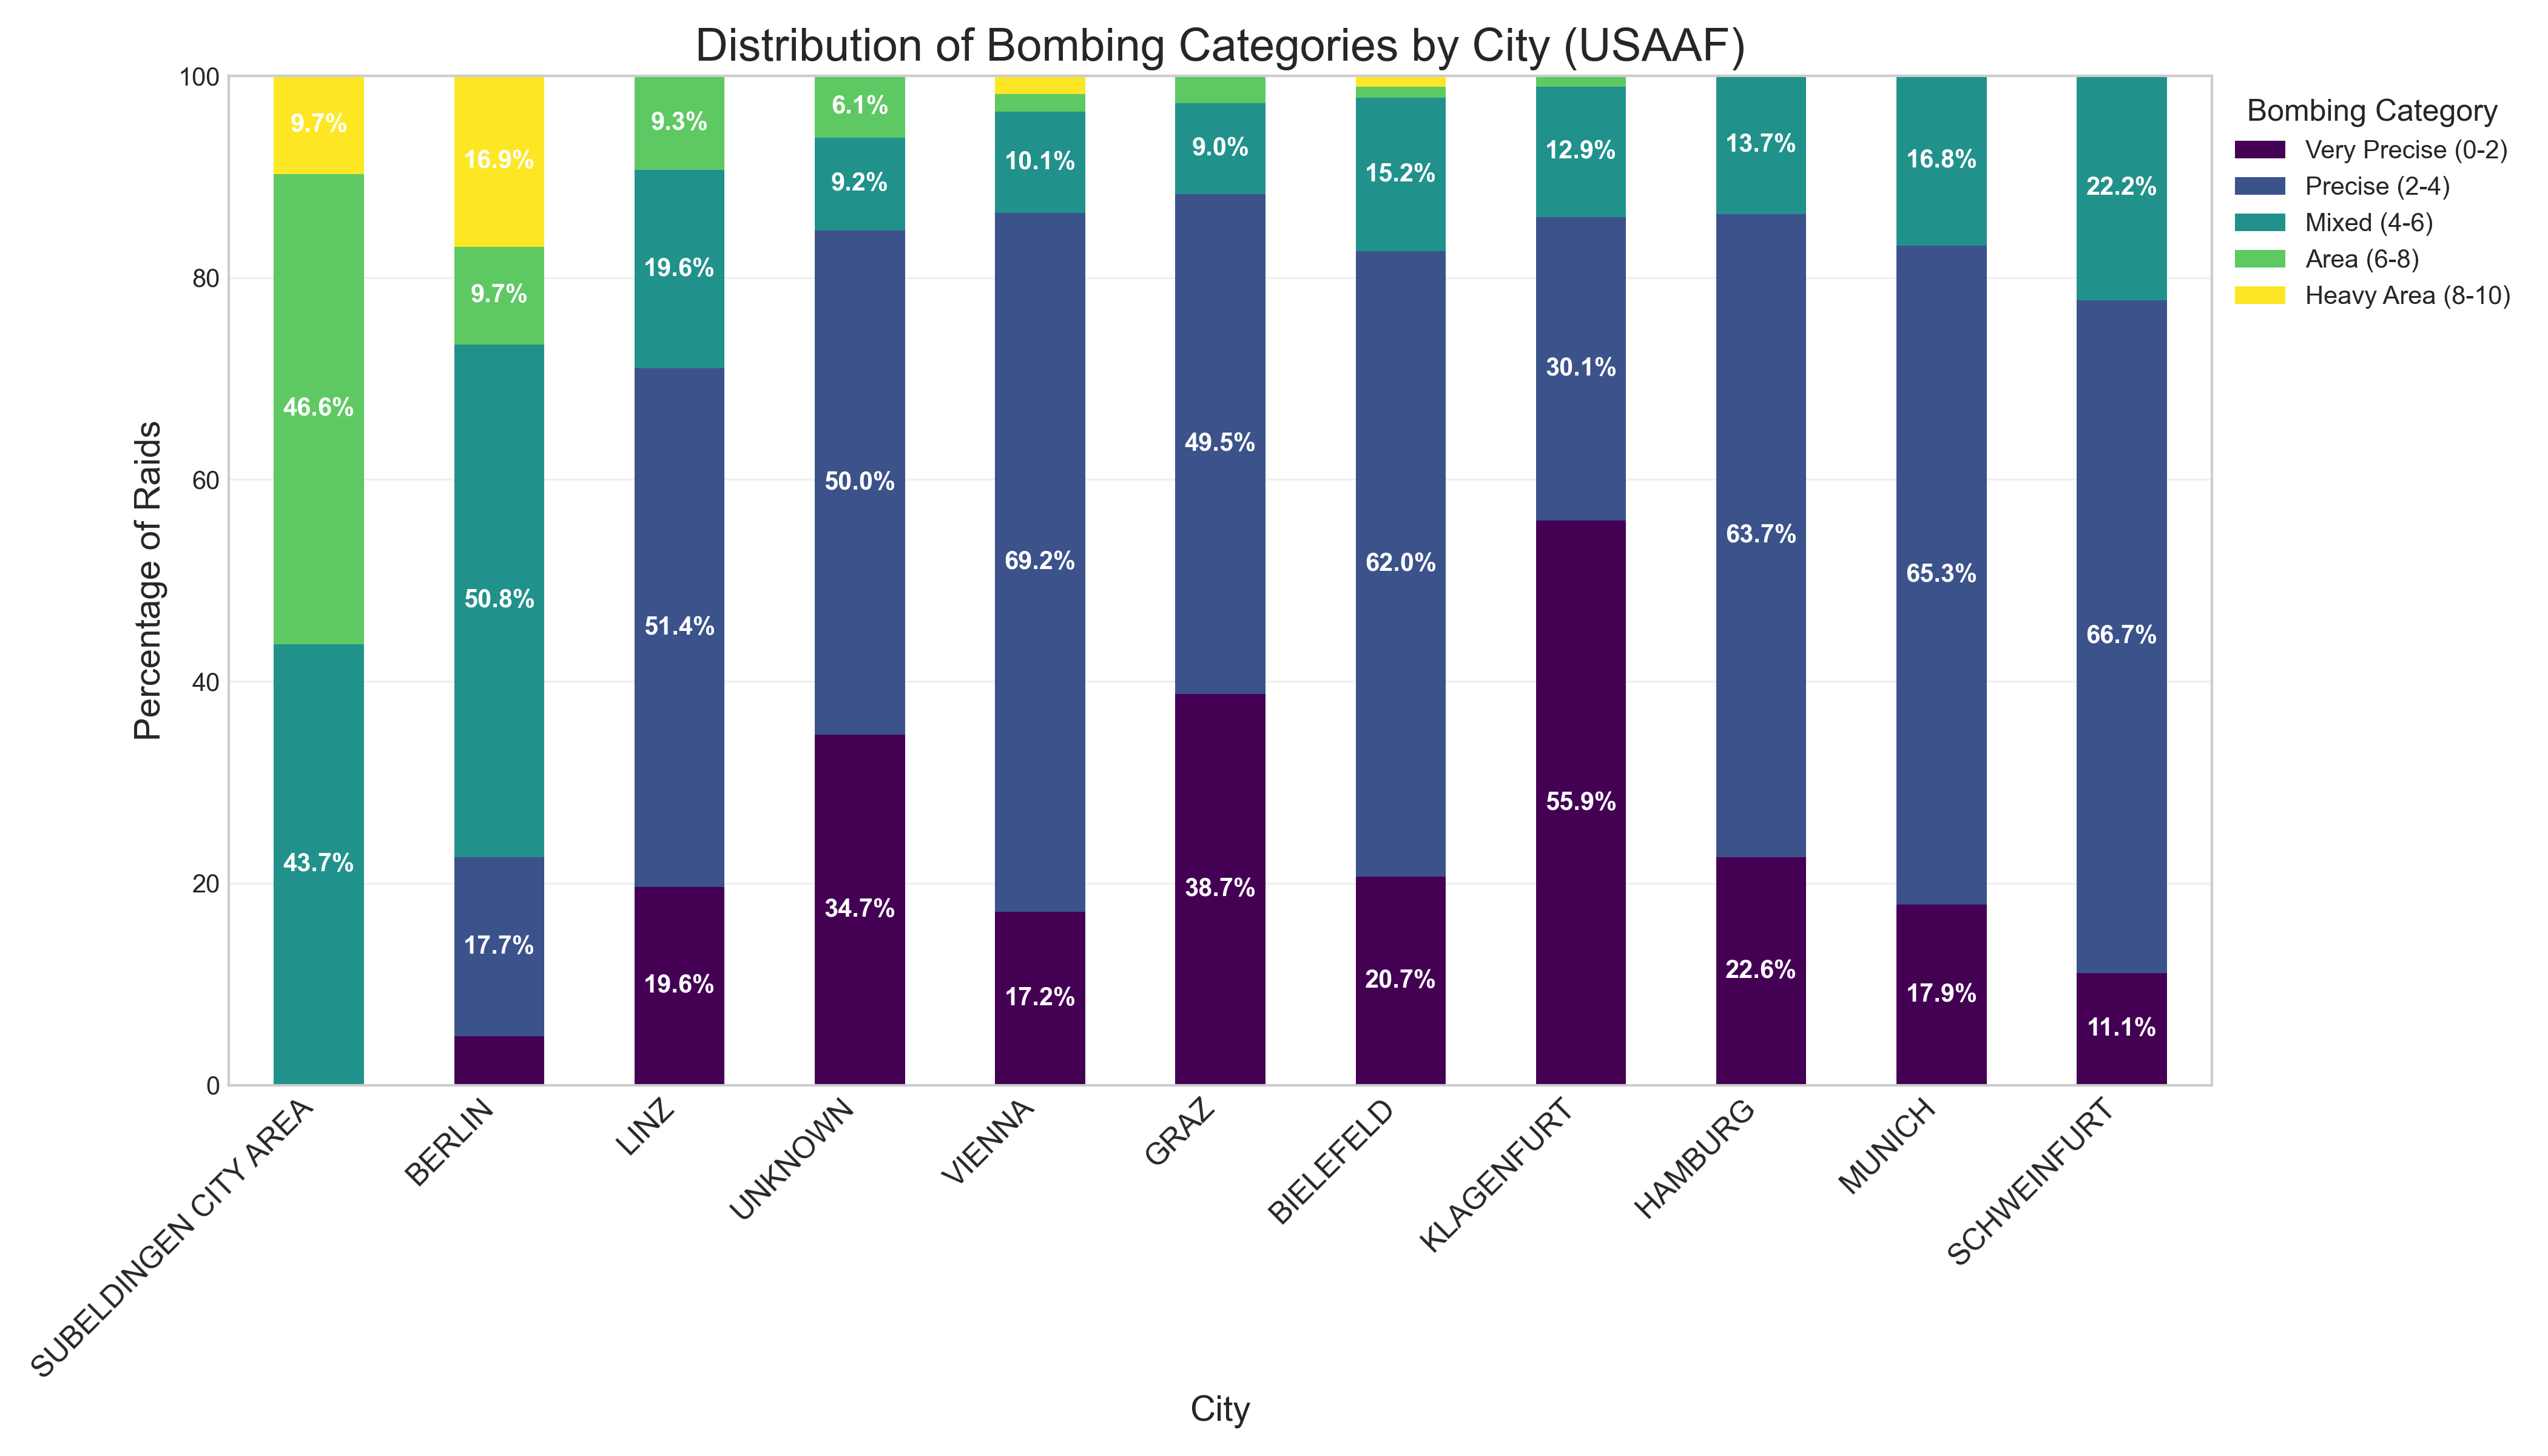 Distribution of Bombing Categories by City (USAAF)
Percentage of Raids
100
80
60
40
20
0
9.7%
46.6%
43.7%
16.9%
9.7%
50.8%
17.7%
9.3%
19.6%
51.4%
19.6%
6.1%
9.2%
50.0%
34.7%
10.1%
69.2%
17.2%
9.0%
49.5%
38.7%
15.2%
62.0%
20.7%
12.9%
30.1%
55.9%
13.7%
63.7%
22.6%
16.8%
65.3%
17.9%
22.2%
66.7%
11.1%
SUBELDINGEN CITY AREA
BERLIN
LINZ
UNKNOWN
VIENNA
GRAZ
BIELEFELD
KLAGENFURT
HAMBURG
MUNICH
SCHWEINFURT
City
Bombing Category
Very Precise (0-2)
Precise (2-4)
Mixed (4-6)
Area (6-8)
Heavy Area (8-10)